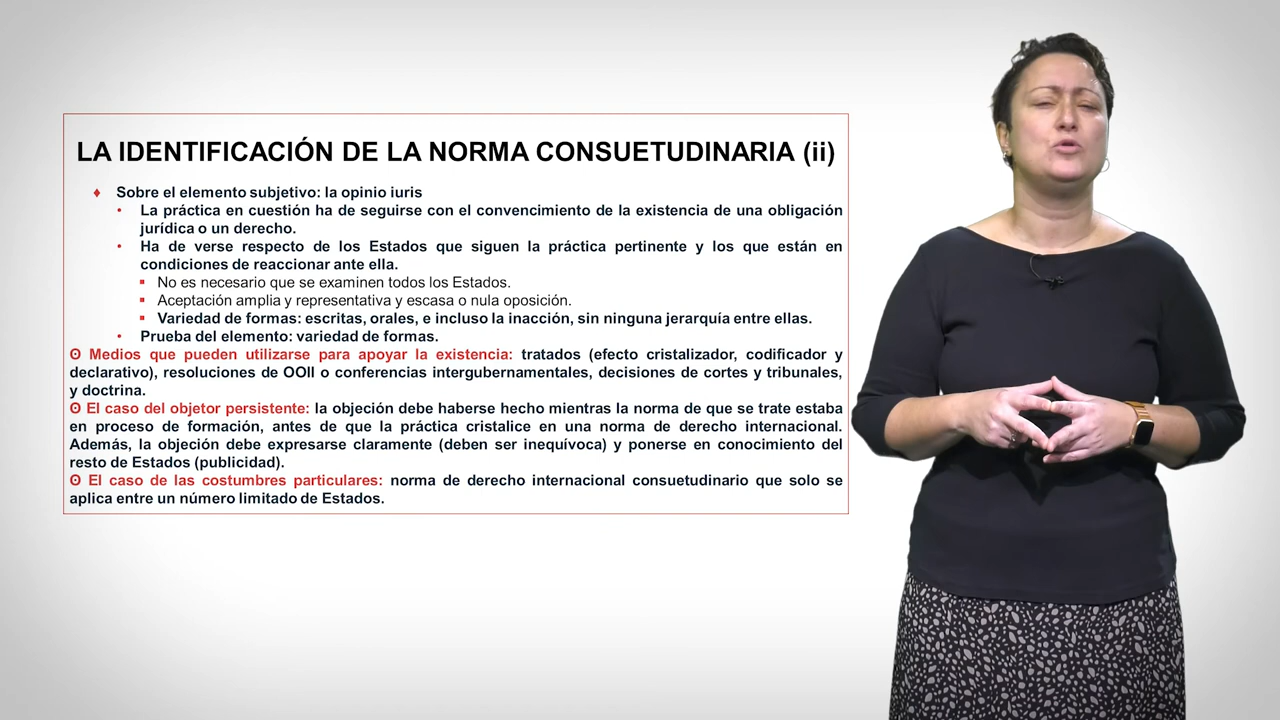 LA IDENTIFICACIÓN DE LA NORMA CONSUETUDINARIA (ii)
♦ Sobre el elemento subjetivo: la opinio iuris
• La práctica en cuestión ha de seguirse con el convencimiento de la existencia de una obligación
jurídica o un derecho.
• Ha de verse respecto de los Estados que siguen la práctica pertinente y los que están en
condiciones de reaccionar ante ella.
▪ No es necesario que se examinen todos los Estados.
▪ Aceptación amplia y representativa y escasa o nula oposición.
▪ Variedad de formas: escritas, orales, e incluso la inacción, sin ninguna jerarquía entre ellas.
• Prueba del elemento: variedad de formas.
ʘ Medios que pueden utilizarse para apoyar la existencia: tratados (efecto cristalizador, codificador y
declarativo), resoluciones de OOII o conferencias intergubernamentales, decisiones de cortes y tribunales,
y doctrina.
ʘ El caso del objetor persistente: la objeción debe haberse hecho mientras la norma de que se trate estaba
en proceso de formación, antes de que la práctica cristalice en una norma de derecho internacional.
Además, la objeción debe expresarse claramente (deben ser inequívoca) y ponerse en conocimiento del
resto de Estados (publicidad).
ʘ El caso de las costumbres particulares: norma de derecho internacional consuetudinario que solo se
aplica entre un número limitado de Estados.